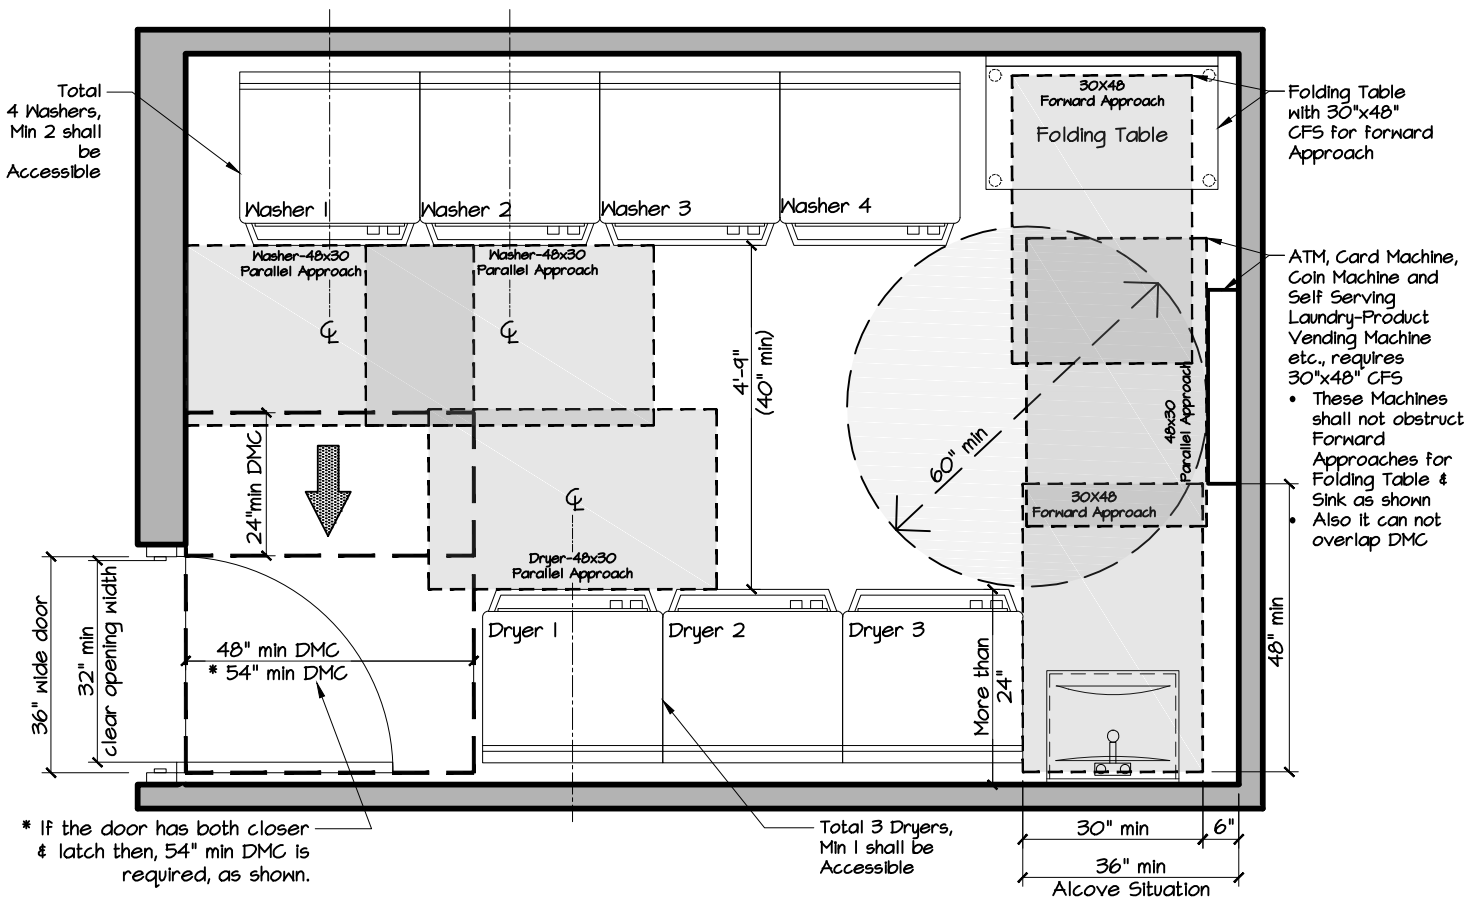 Total
4 Washers,
Min 2 shall
be
Accessible
Washer 1
Washer 2
Washer 3
Washer 4
Washer-48x30
Parallel Approach
Washer-48x30
Parallel Approach
℄
℄
30X48
Forward Approach
Folding Table
Folding Table
with 30"x48"
CFS for forward
Approach
ATM, Card Machine,
Coin Machine and
Self Serving
Laundry-Product
Vending Machine
etc., requires
30"x48" CFS
• These Machines
shall not obstruct
Forward
Approaches for
Folding Table &
Sink as shown
• Also it can not
overlap DMC
4'-9"
(40" min)
60" min
48x30
Parallel Approach
30X48
Forward Approach
24"min DMC
℄
Dryer-48x30
Parallel Approach
Dryer 1
Dryer 2
Dryer 3
36" wide door
32" min
clear opening width
48" min DMC
* 54" min DMC
More than
24"
48" min
* If the door has both closer
& latch then, 54" min DMC is
required, as shown.
Total 3 Dryers,
Min 1 shall be
Accessible
30" min
6"
36" min
Alcove Situation